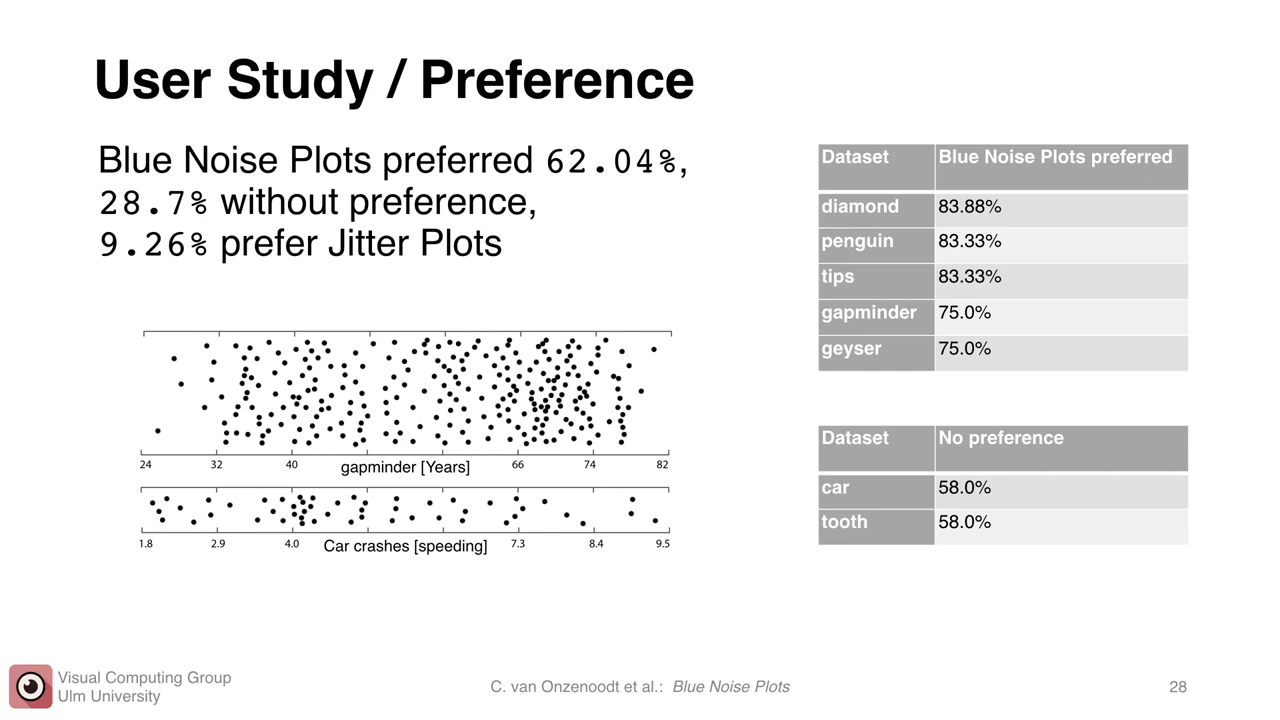 User Study / Preference
Blue Noise Plots preferred 62.04%,
28.7% without preference,
9.26% prefer Jitter Plots
24 32 40 gapminder [Years] 66 74 82
1.8 2.9 4.0 Car crashes [speeding] 7.3 8.4 9.5
Dataset Blue Noise Plots preferred
diamond 83.88%
penguin 83.33%
tips 83.33%
gapminder 75.0%
geyser 75.0%
Dataset No preference
car 58.0%
tooth 58.0%
Visual Computing Group
Ulm University
C. van Onzenoodt et al.: Blue Noise Plots
28